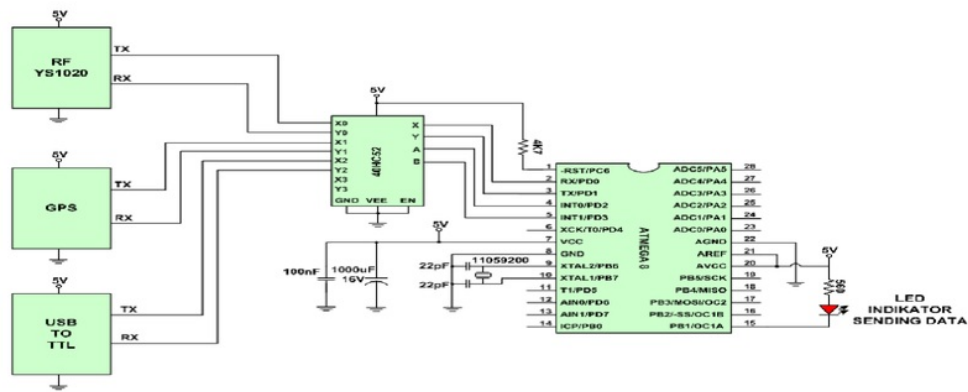 5V
RF
YS1020
TX
RX
5V
GPS
TX
RX
5V
USB
TO
TTL
TX
RX
5V
X0
Y0
X1
Y1
X2
Y2
X3
Y3
X
Y
A
B
GND VEE EN
4K7
5V
100nF
1000uF
16V
22pF
11059200
22pF
ATMEGA 8
1 -RST/PC6
2 RX/PD0
3 TX/PD1
4 INT0/PD2
5 INT1/PD3
6 XCK/T0/PD4
7 VCC
8 GND
9 XTAL2/PB6
10 XTAL1/PB7
11 T1/PD5
12 AIN0/PD6
13 AIN1/PD7
14 ICP/PB0
ADC5/PA5 28
ADC4/PA4 27
ADC3/PA3 26
ADC2/PA2 25
ADC1/PA1 24
ADC0/PA0 23
AGND 22
AREF 21
AVCC 20
PB5/SCK 19
PB4/MISO 18
PB3/MOSI/OC2 17
PB2/-SS/OC1B 16
PB1/OC1A 15
5V
560
LED
INDIKATOR
SENDING DATA